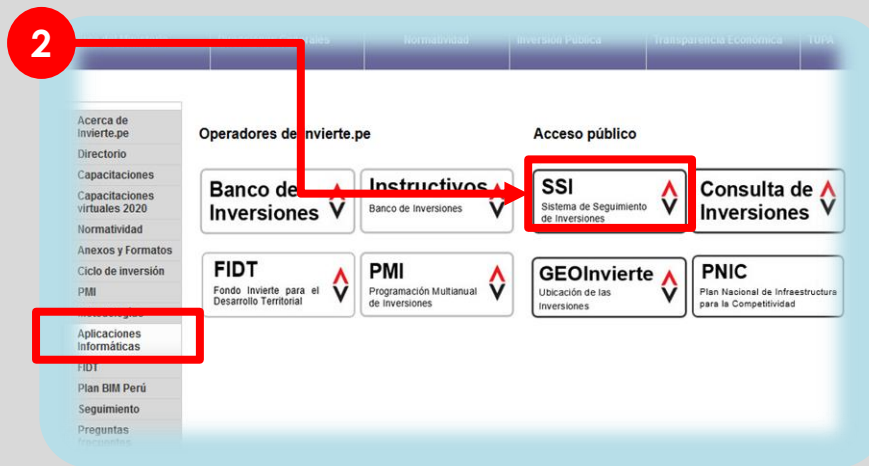 2
Normatividad
Inversión Pública
Transparencia Económica
TUPA
Acerca de
Invierte.pe
Directorio
Capacitaciones
Capacitaciones
virtuales 2020
Normatividad
Anexos y Formatos
Ciclo de inversión
PMI
Aplicaciones
Informáticas
FIDT
Plan BIM Perú
Seguimiento
Preguntas
frecuentes
Operadores de Invierte.pe
Banco de
Inversiones
Instructivos
Banco de Inversiones
FIDT
Fondo Invierte para el
Desarrollo Territorial
PMI
Programación Multianual
de Inversiones
Acceso público
SSI
Sistema de Seguimiento
de Inversiones
Consulta de
Inversiones
GEOInvierte
Ubicación de las
Inversiones
PNIC
Plan Nacional de Infraestructura
para la Competitividad